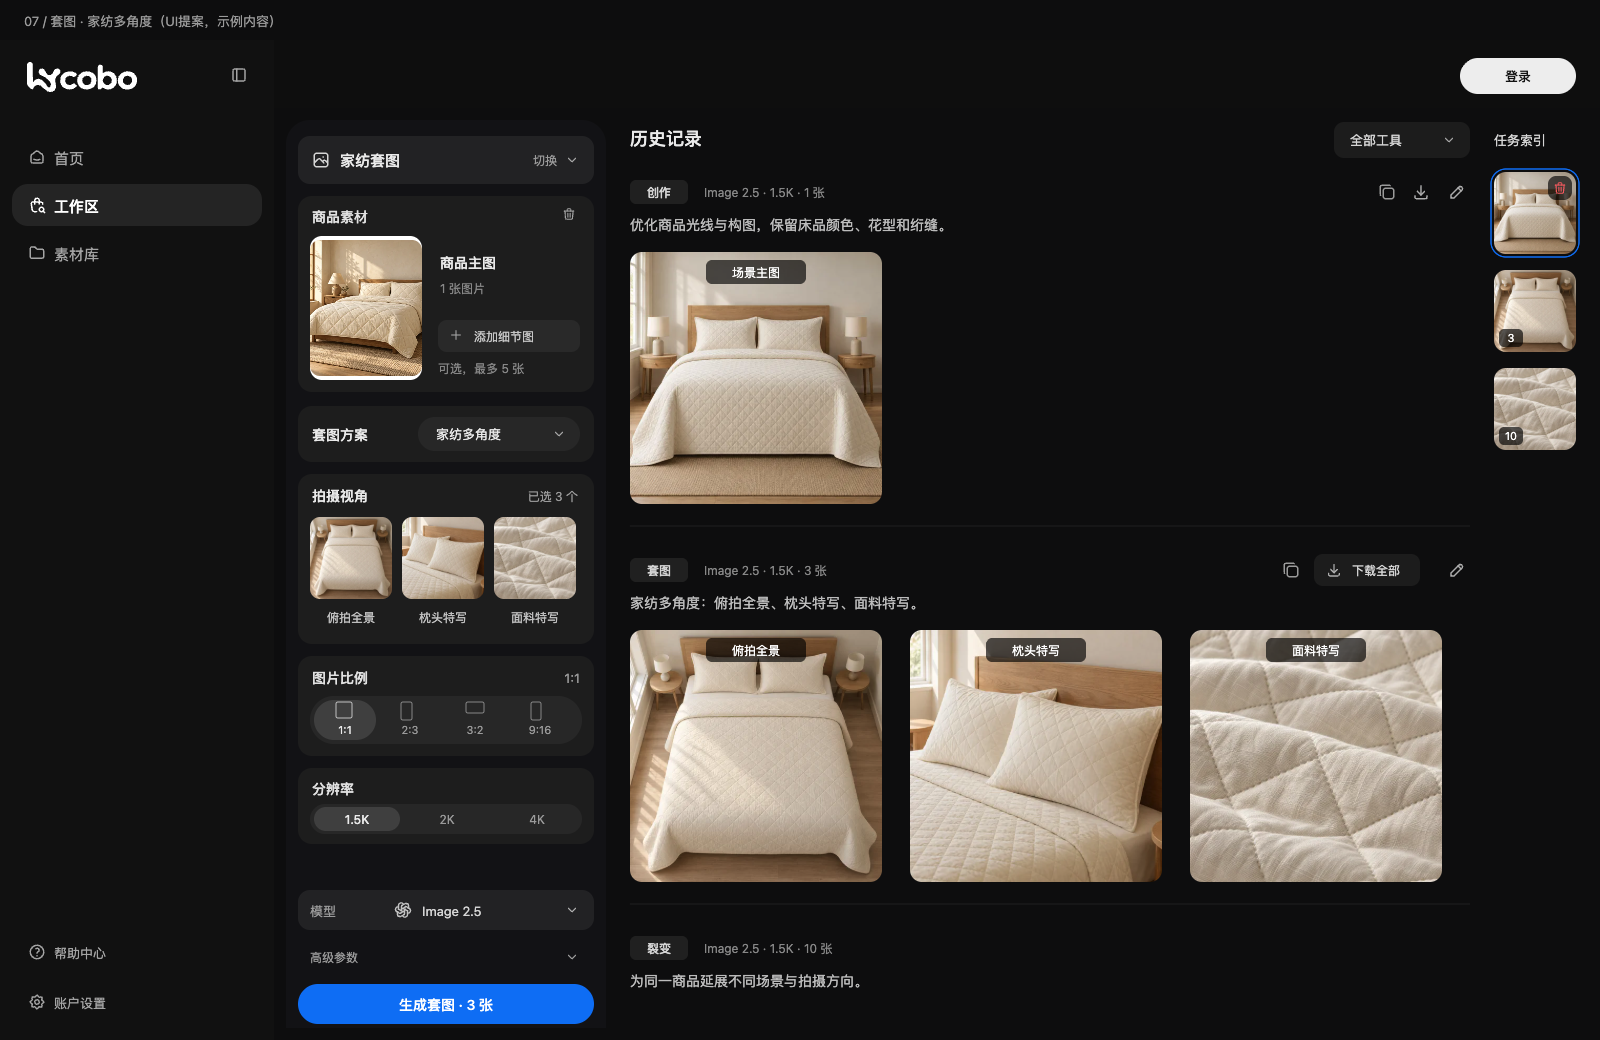 07 / 套图 · 家纺多角度（UI提案，示例内容）
lycobo
登录
首页
工作区
素材库
帮助中心
账户设置
家纺套图
切换
商品素材
商品主图
1 张图片
添加细节图
可选，最多 5 张
套图方案
家纺多角度
拍摄视角
已选 3 个
俯拍全景
枕头特写
面料特写
图片比例
1:1
1:1
2:3
3:2
9:16
分辨率
1.5K
2K
4K
模型
Image 2.5
高级参数
生成套图 · 3 张
历史记录
全部工具
创作
Image 2.5 · 1.5K · 1 张
优化商品光线与构图，保留床品颜色、花型和绗缝。
场景主图
套图
Image 2.5 · 1.5K · 3 张
下载全部
家纺多角度：俯拍全景、枕头特写、面料特写。
俯拍全景
枕头特写
面料特写
裂变
Image 2.5 · 1.5K · 10 张
为同一商品延展不同场景与拍摄方向。
任务索引
3
10